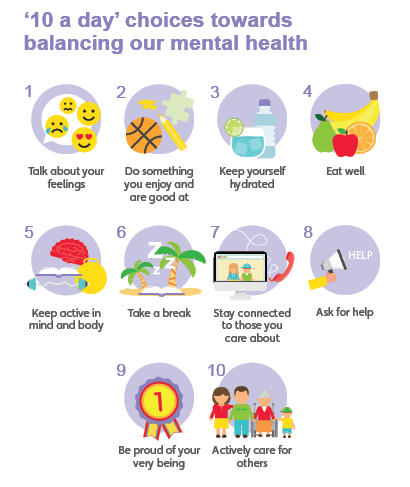 ‘10 a day’ choices towards
balancing our mental health
1
Talk about your
feelings
2
Do something
you enjoy and
are good at
3
Keep yourself
hydrated
4
Eat well
5
Keep active in
mind and body
6
ZZ
ZZ
Take a break
7
Stay connected
to those you
care about
8
HELP
Ask for help
9
1
Be proud of your
very being
10
Actively care for
others